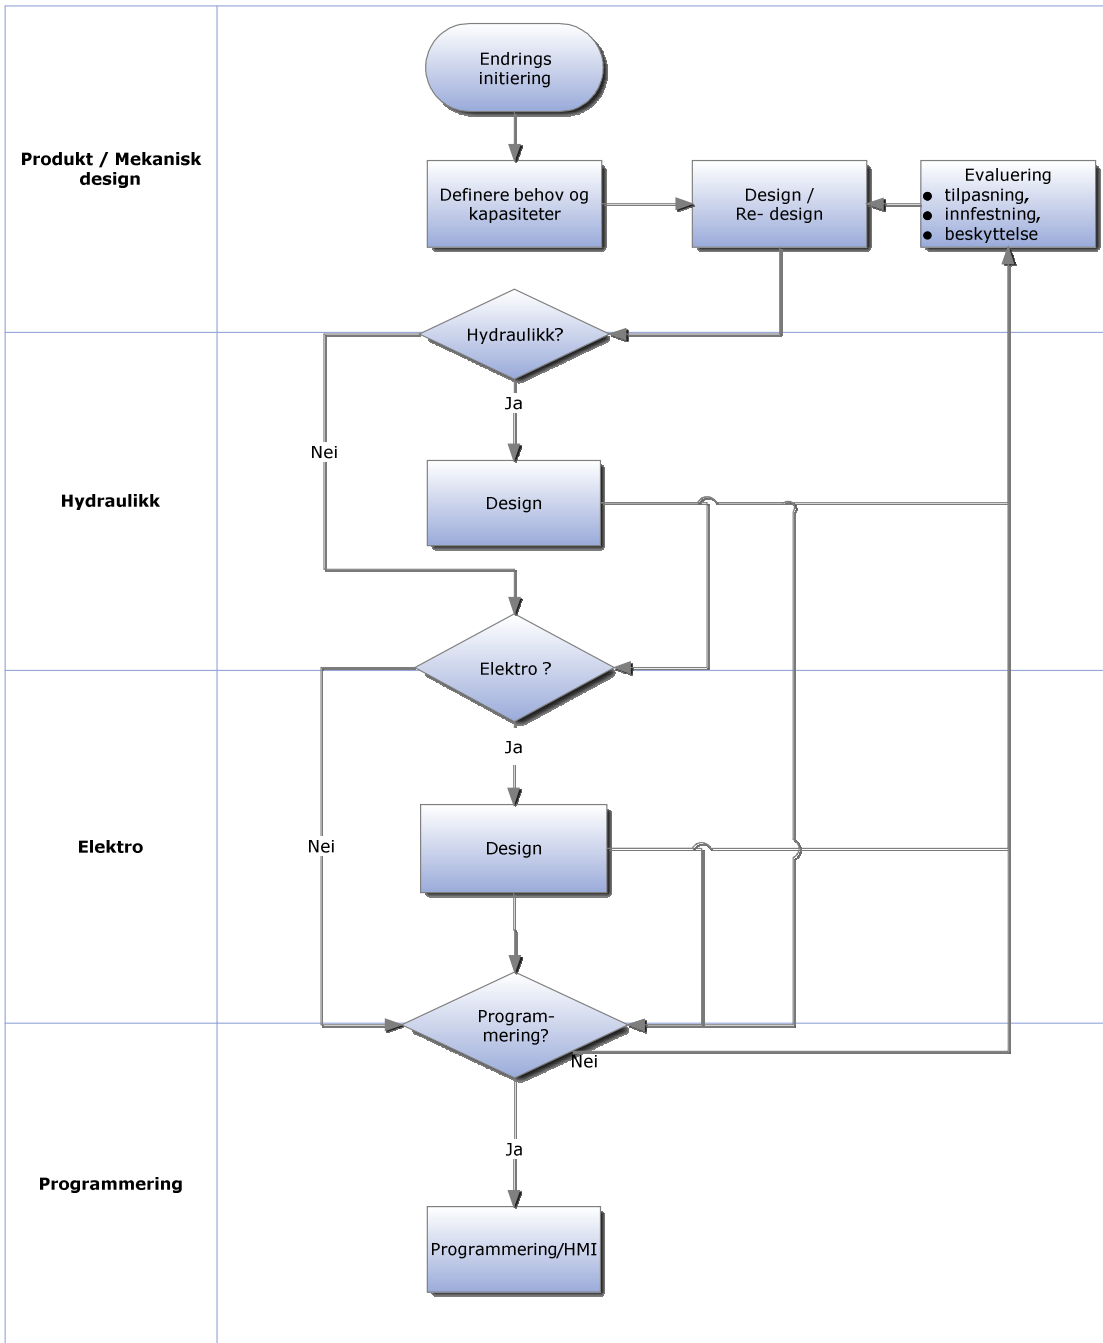 Endrings
initiering
Produkt / Mekanisk
design
Definere behov og
kapasiteter
Design /
Re- design
Evaluering
● tilpasning,
● innfestning,
● beskyttelse
Hydraulikk?
Ja
Nei
Hydraulikk
Design
Elektro ?
Ja
Elektro
Nei
Design
Program-
mering?
Nei
Ja
Programmering
Programmering/HMI